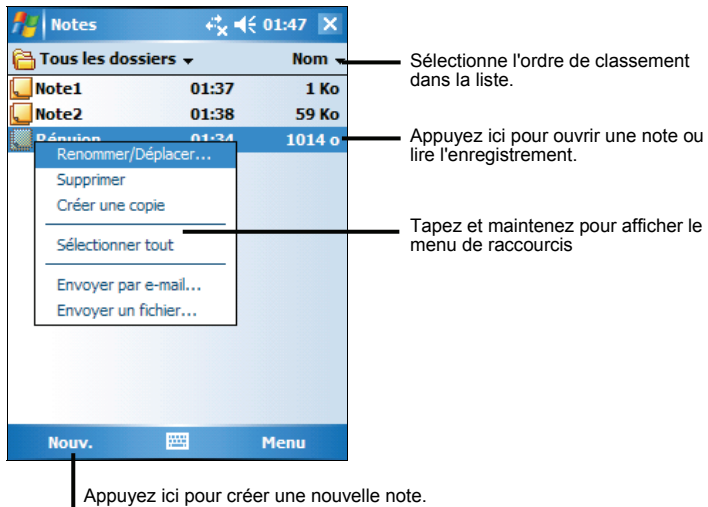 Notes 01:47
Tous les dossiers Nom
Note1 01:37 1 Ko
Note2 01:38 59 Ko
Rénuion 01:34 1014 o
Renommer/Déplacer...
Supprimer
Créer une copie
Sélectionner tout
Envoyer par e-mail...
Envoyer un fichier...
Nouv. Menu
Sélectionne l'ordre de classement
dans la liste.
Appuyez ici pour ouvrir une note ou
lire l'enregistrement.
Tapez et maintenez pour afficher le
menu de raccourcis
Appuyez ici pour créer une nouvelle note.